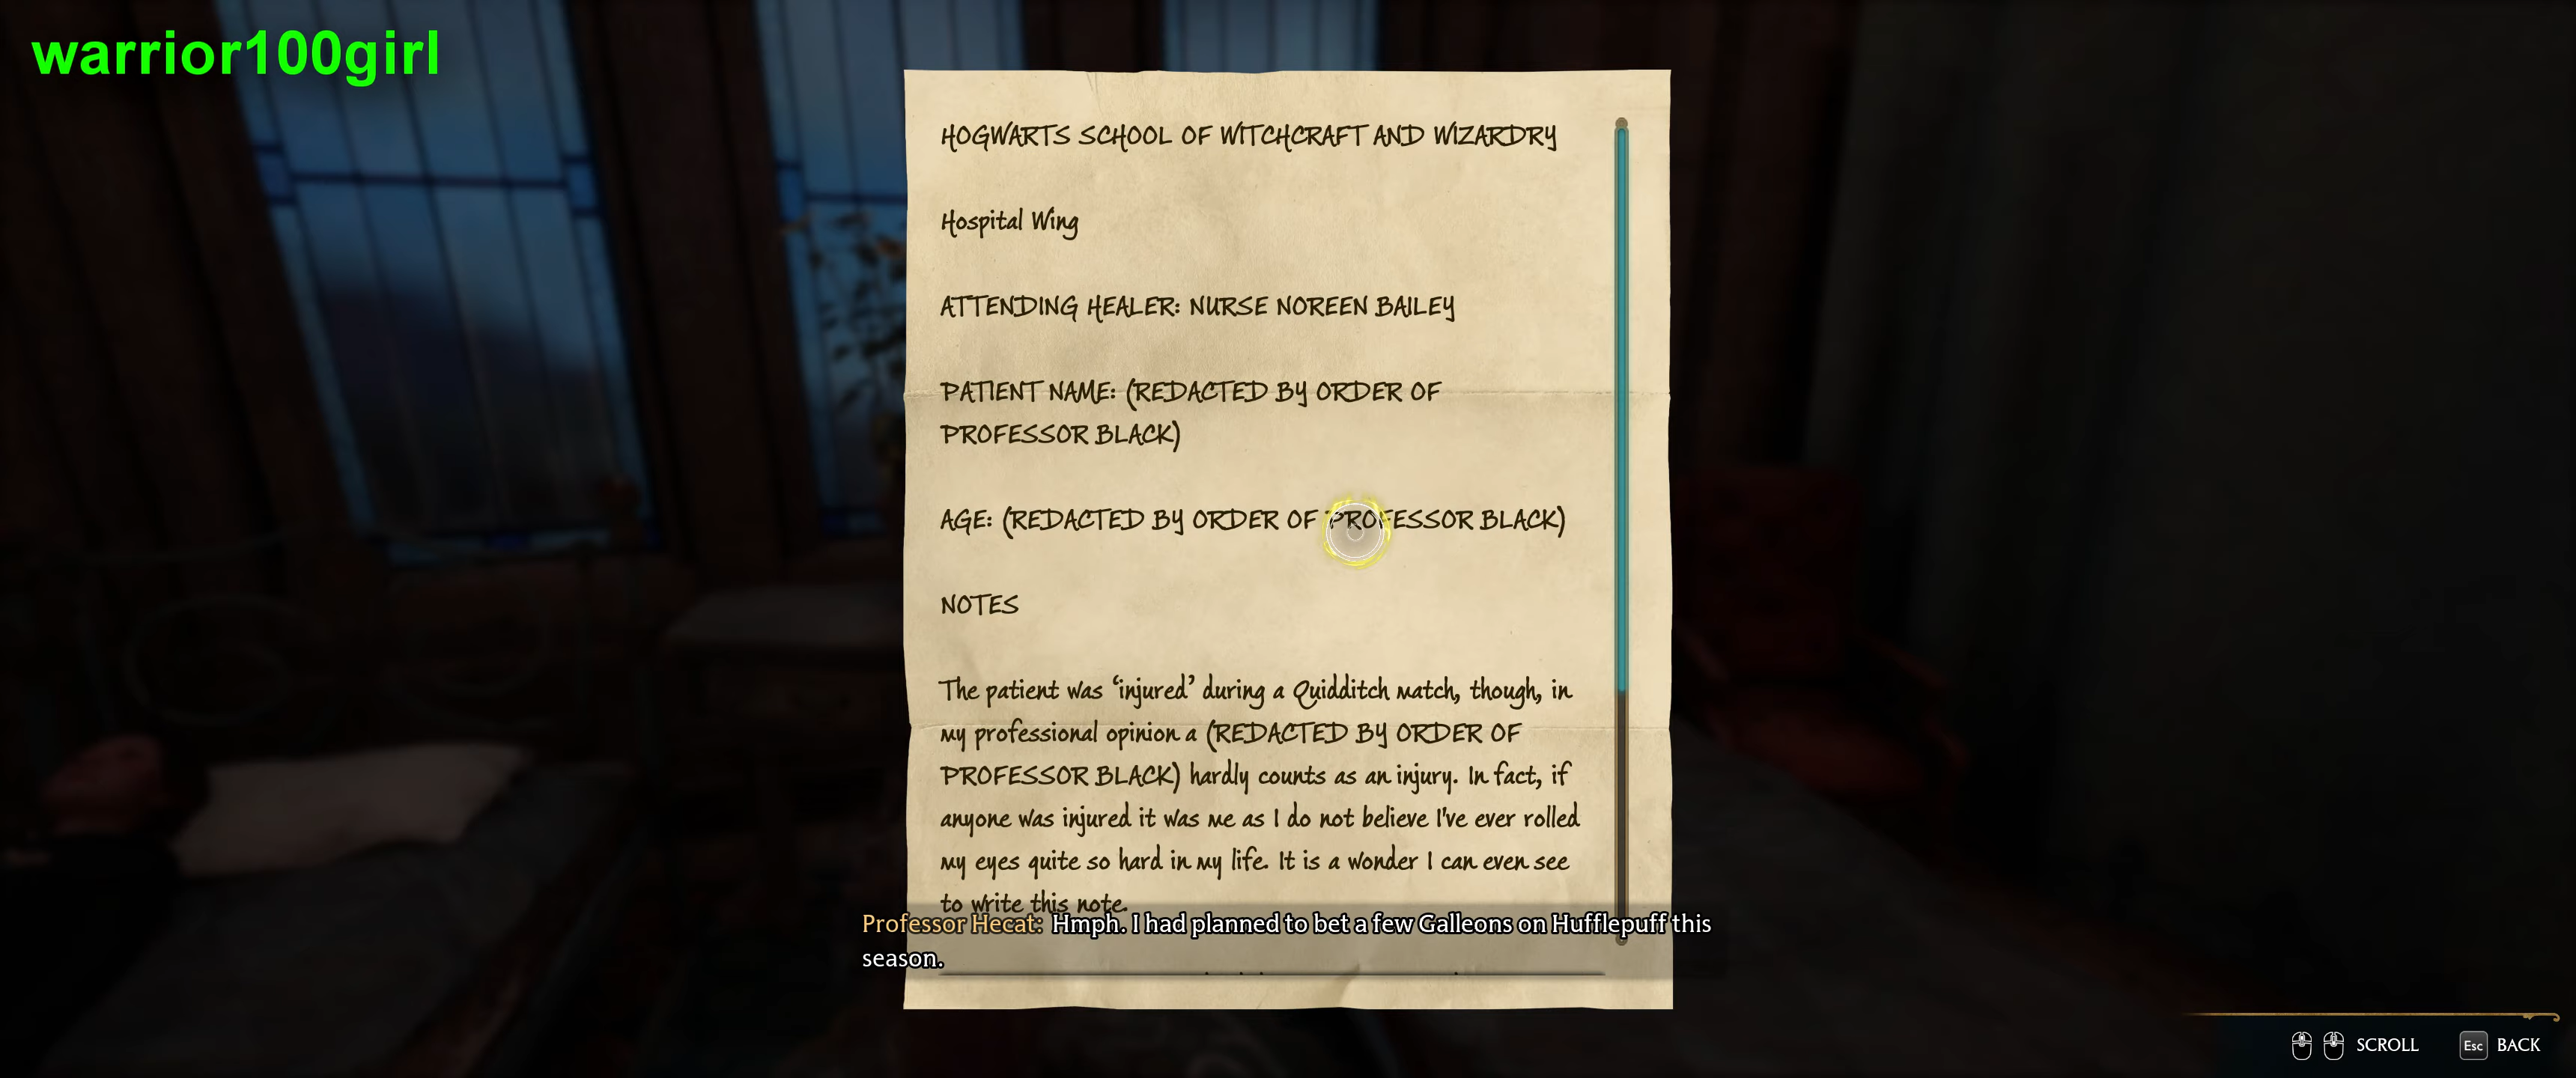 warrior100girl
HOGWARTS SCHOOL OF WITCHCRAFT AND WIZARDRY
Hospital Wing
ATTENDING HEALER: NURSE NOREEN BAILEY
PATIENT NAME: (REDACTED BY ORDER OF
PROFESSOR BLACK)
AGE: (REDACTED BY ORDER OF PROFESSOR BLACK)
NOTES
The patient was ‘injured’ during a Quidditch match, though, in
my professional opinion a (REDACTED BY ORDER OF
PROFESSOR BLACK) hardly counts as an injury. In fact, if
anyone was injured it was me as I do not believe I've ever rolled
my eyes quite so hard in my life. It is a wonder I can even see
to write this note.
Professor Hecat: Hmph. I had planned to bet a few Galleons on Hufflepuff this
season.
SCROLL
Esc BACK